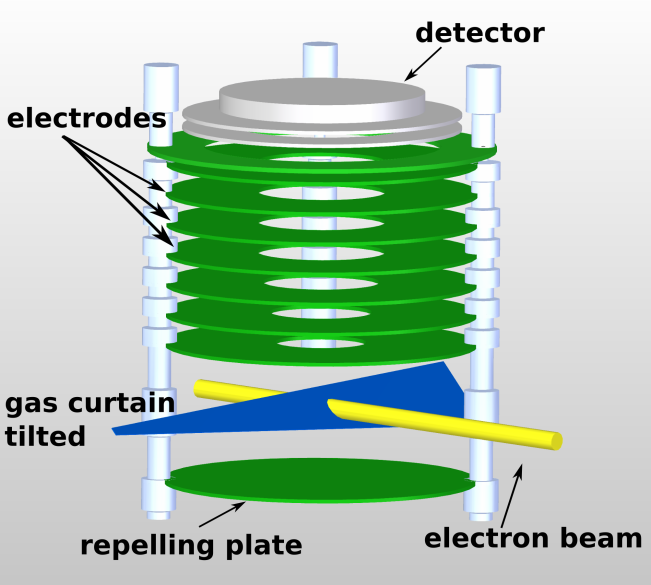 detector
electrodes
gas curtain
tilted
electron beam
repelling plate